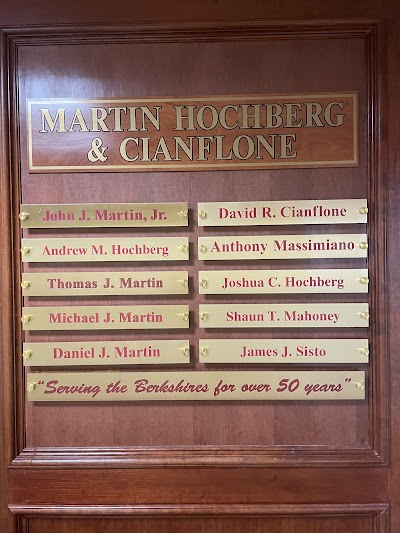 MARTIN HOCHBERG
& CIANFLONE
John J. Martin, Jr.
David R. Cianflone
Andrew M. Hochberg
Anthony Massimiano
Thomas J. Martin
Joshua C. Hochberg
Michael J. Martin
Shaun T. Mahoney
Daniel J. Martin
James J. Sisto
"Serving the Berkshires for over 50 years"